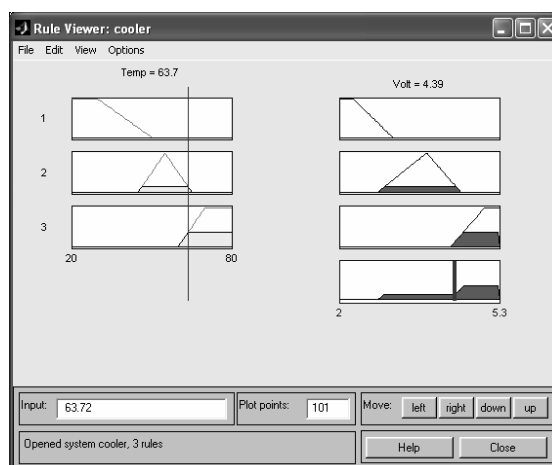 Rule Viewer: cooler
File Edit View Options
Temp = 63.7
Volt = 4.39
1
2
3
20 80
2 5.3
Input: 63.72 Plot points: 101 Move: left right down up
Opened system cooler, 3 rules Help Close